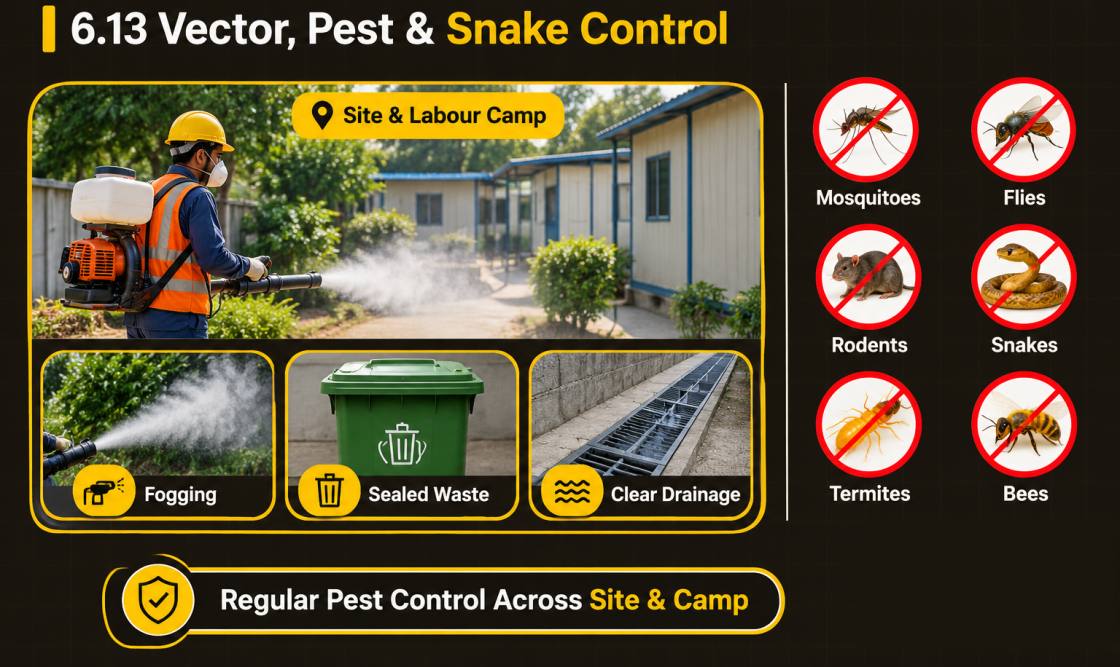 6.13 Vector, Pest & Snake Control
Site & Labour Camp
Fogging
Sealed Waste
Clear Drainage
Mosquitoes
Flies
Rodents
Snakes
Termites
Bees
Regular Pest Control Across Site & Camp